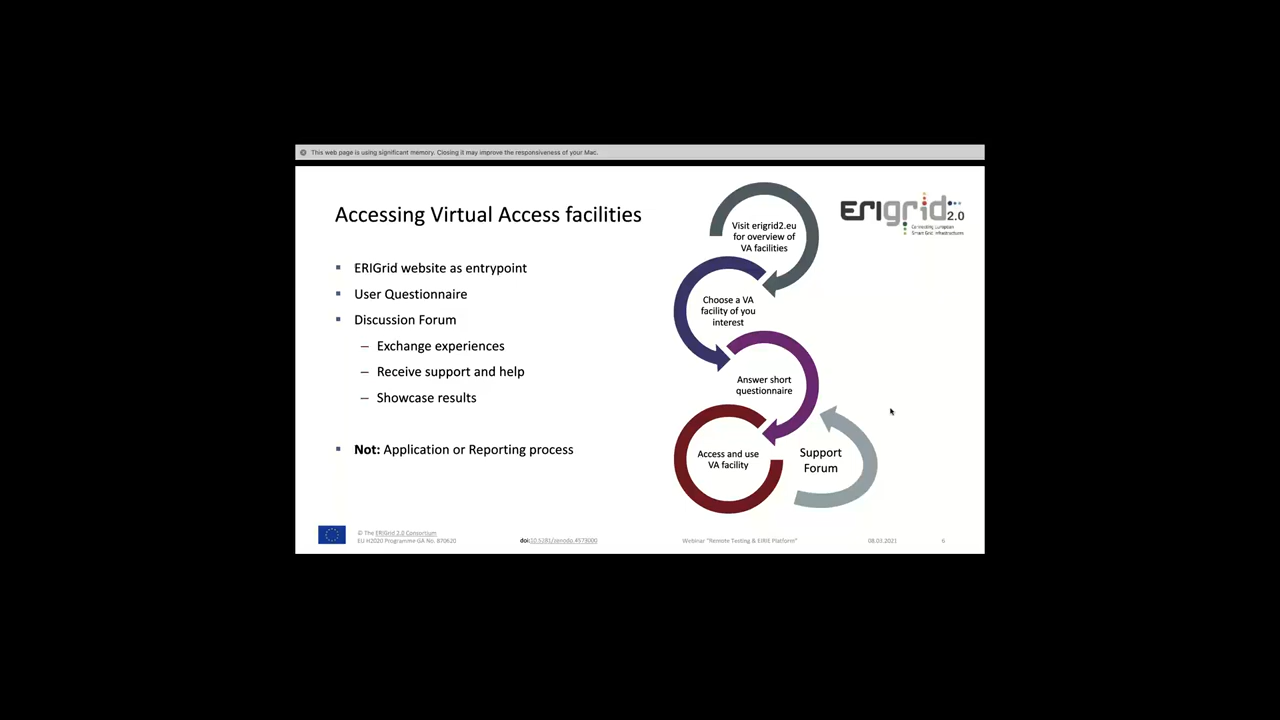 This web page is using significant memory. Closing it may improve the responsiveness of your Mac.
Accessing Virtual Access facilities
ERIGrid website as entrypoint
User Questionnaire
Discussion Forum
– Exchange experiences
– Receive support and help
– Showcase results
Not: Application or Reporting process
Visit erigrid2.eu
for overview of
VA facilities
Choose a VA
facility of you
interest
Answer short
questionnaire
Access and use
VA facility
Support
Forum
ERIGrid 2.0
Connecting European
Smart Grid Infrastructures
© The ERIGrid 2.0 Consortium
EU H2020 Programme GA No. 870620
doi:10.5281/zenodo.4573000
Webinar "Remote Testing & EIRIE Platform"
08.03.2021
6